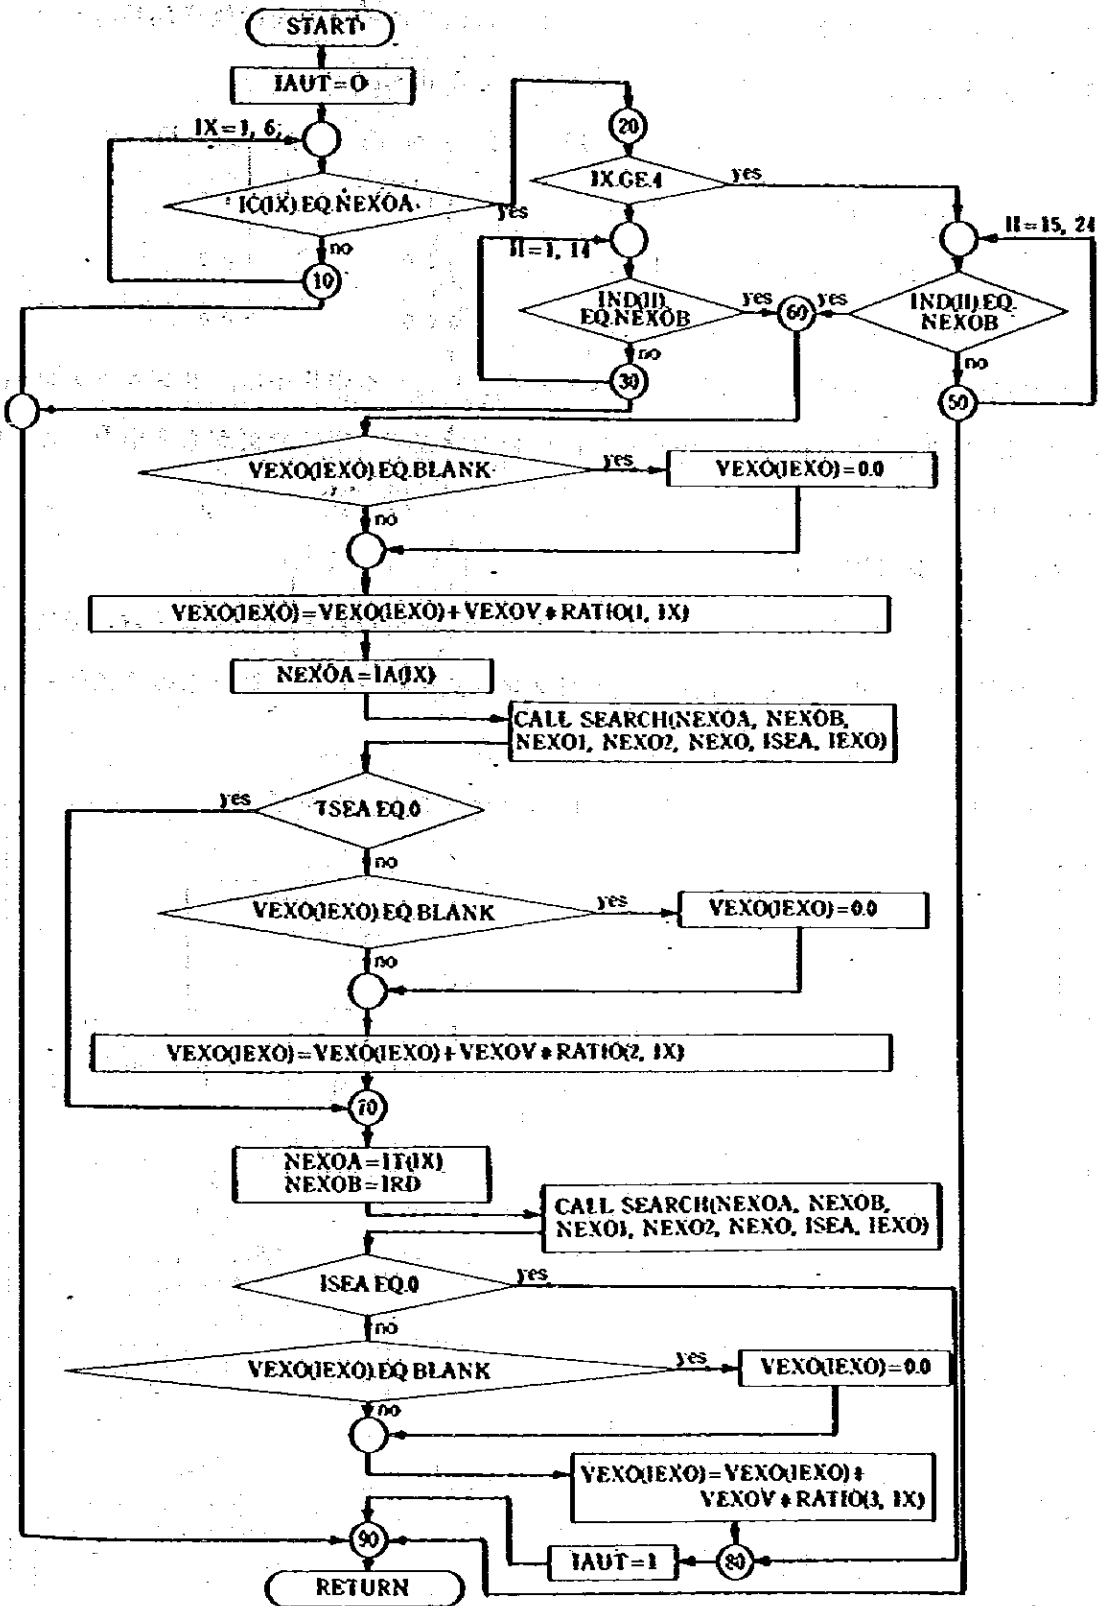 START
IAUT=0
IX=1, 6
IC(IX).EQ.NEXOA
yes
no
10
20
IX.GE.4
yes
II=1, 14
IND(II).
EQ.NEXOB
yes
no
30
60
II=15, 24
IND(II).EQ.
NEXOB
yes
no
50
VEXO(IEXO).EQ.BLANK
yes
VEXO(IEXO)=0.0
no
VEXO(IEXO)=VEXO(IEXO)+VEXOV*RATIO(1, IX)
NEXOA=IA(IX)
CALL SEARCH(NEXOA, NEXOB,
NEXO1, NEXO2, NEXO, ISEA, IEXO)
yes
ISEA.EQ.0
no
VEXO(IEXO).EQ.BLANK
yes
VEXO(IEXO)=0.0
no
VEXO(IEXO)=VEXO(IEXO)+VEXOV*RATIO(2, IX)
70
NEXOA=IT(IX)
NEXOB=IRD
CALL SEARCH(NEXOA, NEXOB,
NEXO1, NEXO2, NEXO, ISEA, IEXO)
ISEA.EQ.0
yes
no
VEXO(IEXO).EQ.BLANK
yes
VEXO(IEXO)=0.0
no
VEXO(IEXO)=VEXO(IEXO)+
VEXOV*RATIO(3, IX)
90
IAUT=1
80
RETURN